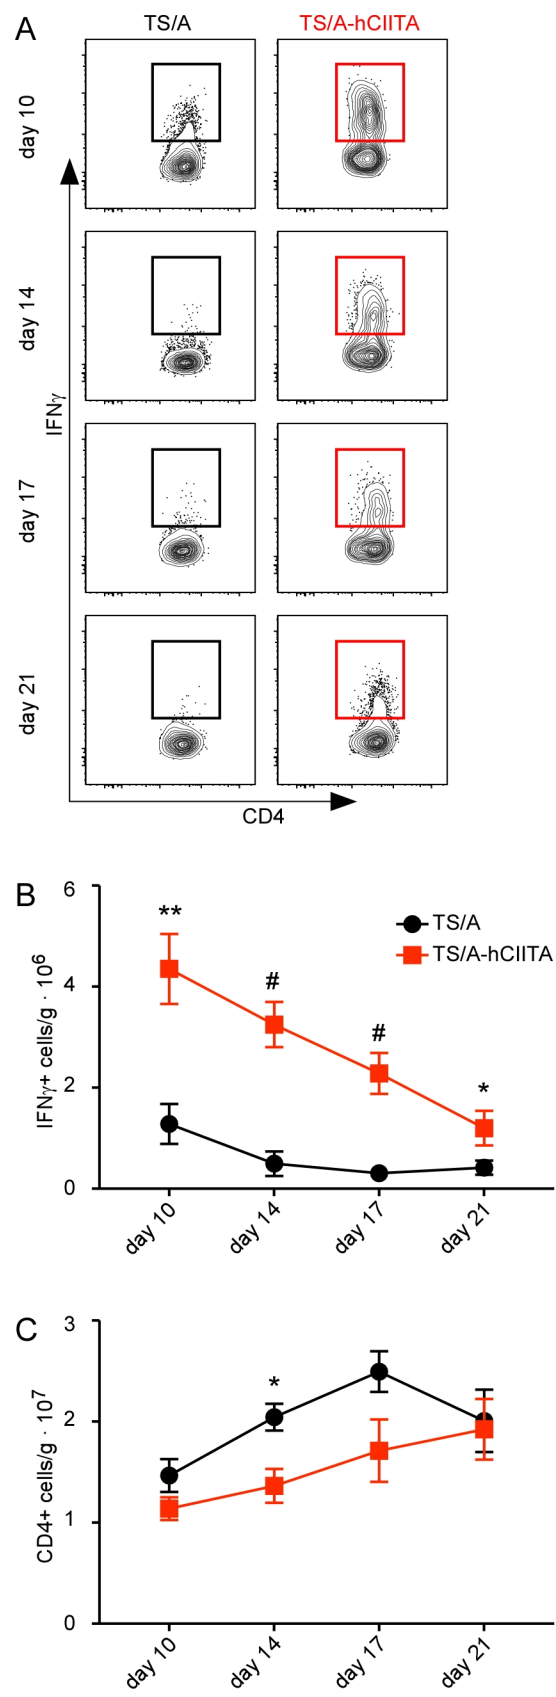 A
TS/A
TS/A-hCIITA
day 10
day 14
day 17
day 21
IFNγ
CD4
B
IFNγ+ cells/g · 10⁶
6
4
2
0
**
#
#
*
TS/A
TS/A-hCIITA
day 10
day 14
day 17
day 21
C
CD4+ cells/g · 10⁷
3
2
1
0
*
day 10
day 14
day 17
day 21